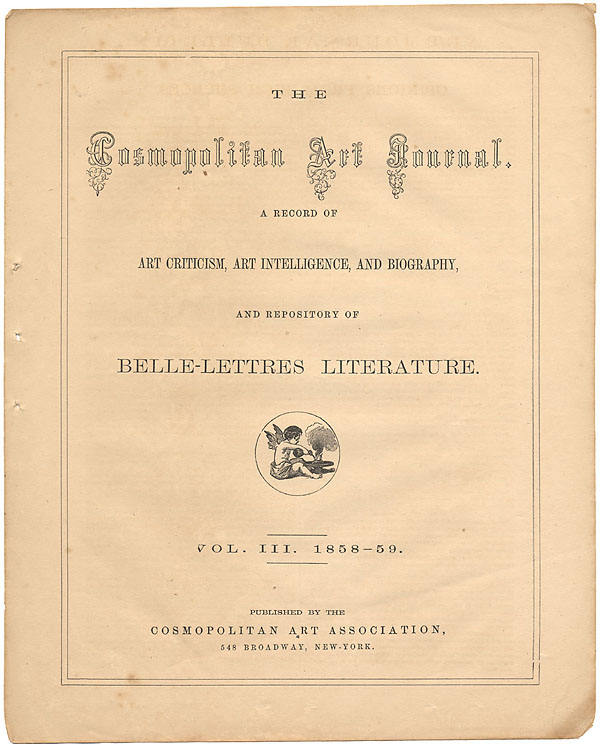 THE
Cosmopolitan Art Journal.
A RECORD OF
ART CRITICISM, ART INTELLIGENCE, AND BIOGRAPHY,
AND REPOSITORY OF
BELLE-LETTRES LITERATURE.
VOL. III. 1858–59.
PUBLISHED BY THE
COSMOPOLITAN ART ASSOCIATION,
548 BROADWAY, NEW-YORK.